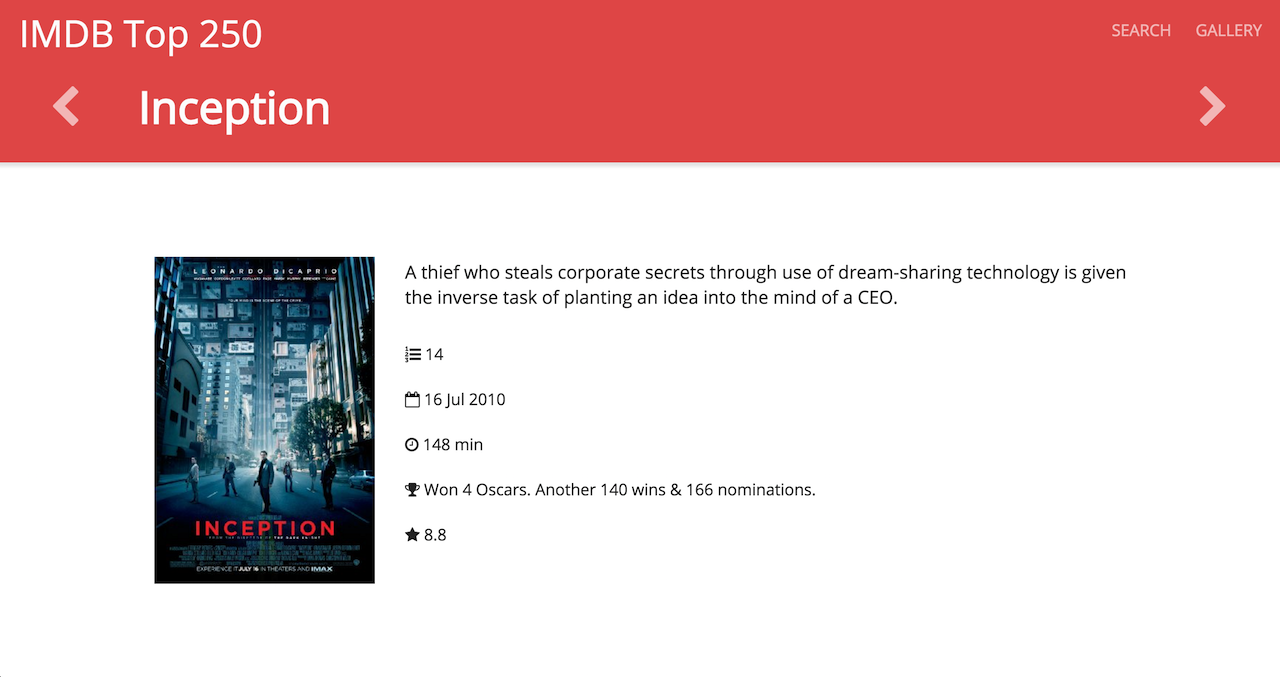 IMDB Top 250
SEARCH GALLERY
Inception
A thief who steals corporate secrets through use of dream-sharing technology is given
the inverse task of planting an idea into the mind of a CEO.
14
16 Jul 2010
148 min
Won 4 Oscars. Another 140 wins & 166 nominations.
8.8
LEONARDO DICAPRIO
YOUR MIND IS THE SCENE OF THE CRIME.
INCEPTION
FROM THE DIRECTOR OF THE DARK KNIGHT
EXPERIENCE IT JULY 16 IN THEATERS AND IMAX